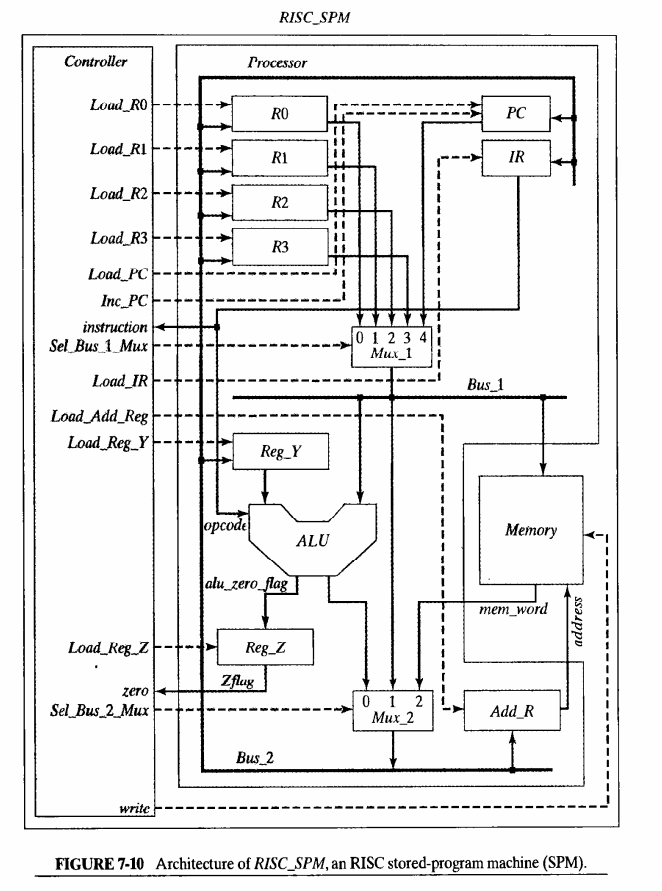 RISC_SPM
Controller
Processor
Load_R0
R0
PC
Load_R1
R1
IR
Load_R2
R2
Load_R3
R3
Load_PC
Inc_PC
instruction
0 1 2 3 4
Sel_Bus_1_Mux
Mux_1
Load_IR
Bus_1
Load_Add_Reg
Load_Reg_Y
Reg_Y
Memory
opcode
ALU
alu_zero_flag
mem_word
address
Load_Reg_Z
Reg_Z
Zflag
zero
0 1 2
Sel_Bus_2_Mux
Mux_2
Add_R
Bus_2
write
FIGURE 7-10 Architecture of RISC_SPM, an RISC stored-program machine (SPM).